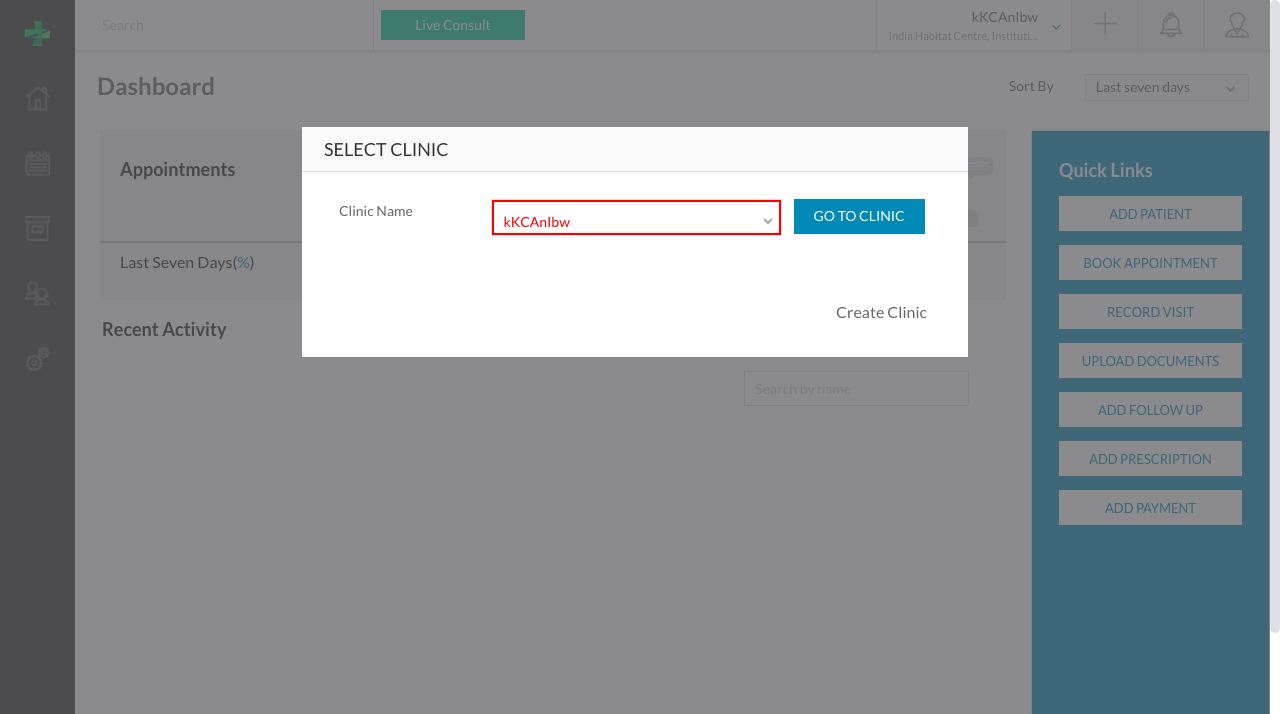 Search
Live Consult
kKCAnIbw
India Habitat Centre, Instituti...
Dashboard
Sort By
Last seven days
SELECT CLINIC
Clinic Name
kKCAnIbw
GO TO CLINIC
Create Clinic
Appointments
Last Seven Days(%)
Recent Activity
Search by name
Quick Links
ADD PATIENT
BOOK APPOINTMENT
RECORD VISIT
UPLOAD DOCUMENTS
ADD FOLLOW UP
ADD PRESCRIPTION
ADD PAYMENT